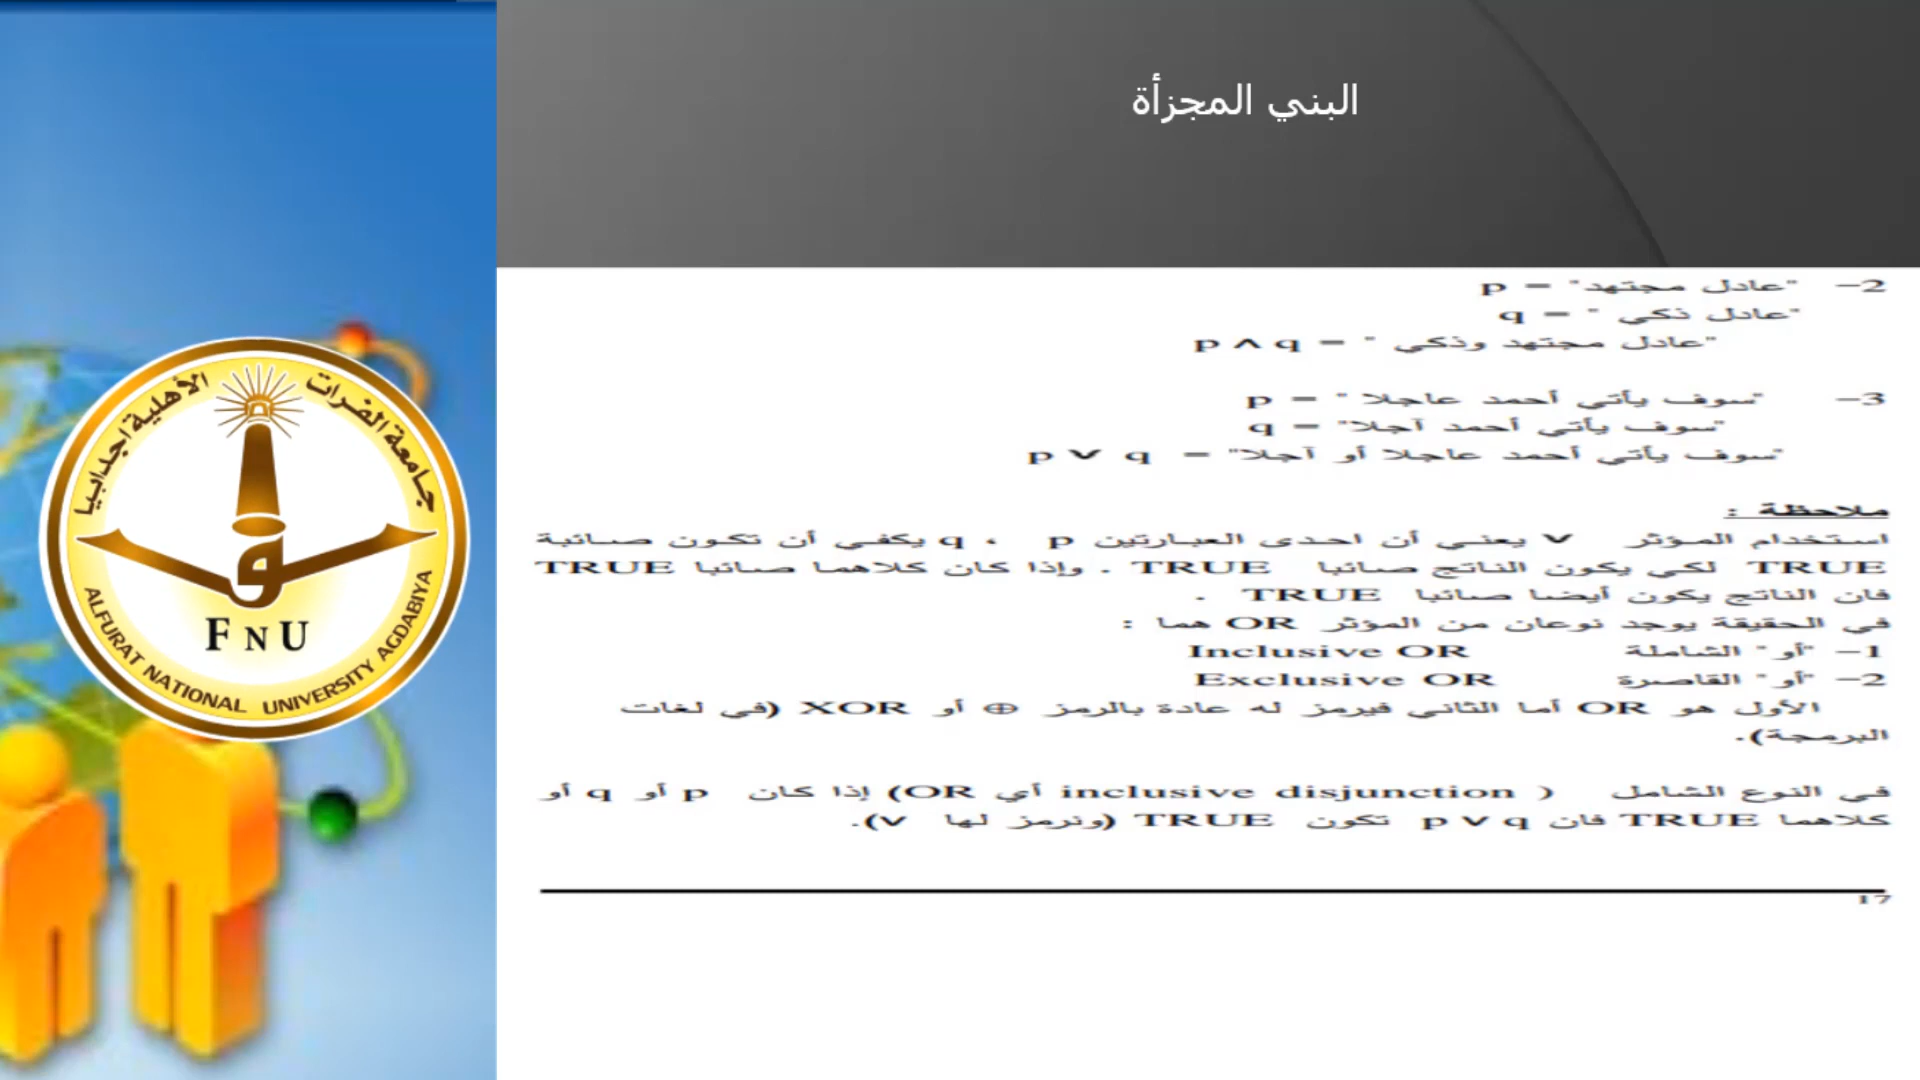 البني المجزأة
2– "عادل مجتهد" = p
"عادل ذكي " = q
"عادل مجتهد وذكي " = p ∧ q
3– "سوف يأتي أحمد عاجلا " = p
"سوف يأتي أحمد آجلا" = q
"سوف يأتي أحمد عاجلا أو آجلا" = p ∨ q
ملاحظة :
استخدام المؤثر ∨ يعني أن احدى العبارتين p ، q يكفي أن تكون صائبة
TRUE لكي يكون الناتج صائبا TRUE . وإذا كان كلاهما صائبا TRUE
فان الناتج يكون أيضا صائبا TRUE .
في الحقيقة يوجد نوعان من المؤثر OR هما :
1– "أو" الشاملة Inclusive OR
2– "أو" القاصرة Exclusive OR
الأول هو OR أما الثاني فيرمز له عادة بالرمز ⊕ أو XOR (في لغات
البرمجة).
في النوع الشامل ( inclusive disjunction أي OR) إذا كان p أو q أو
كلاهما TRUE فان p ∨ q تكون TRUE (ونرمز لها ∨).
17
جامعة الفرات الأهلية اجدابيا
FNU
ALFURAT NATIONAL UNIVERSITY AGDABIYA